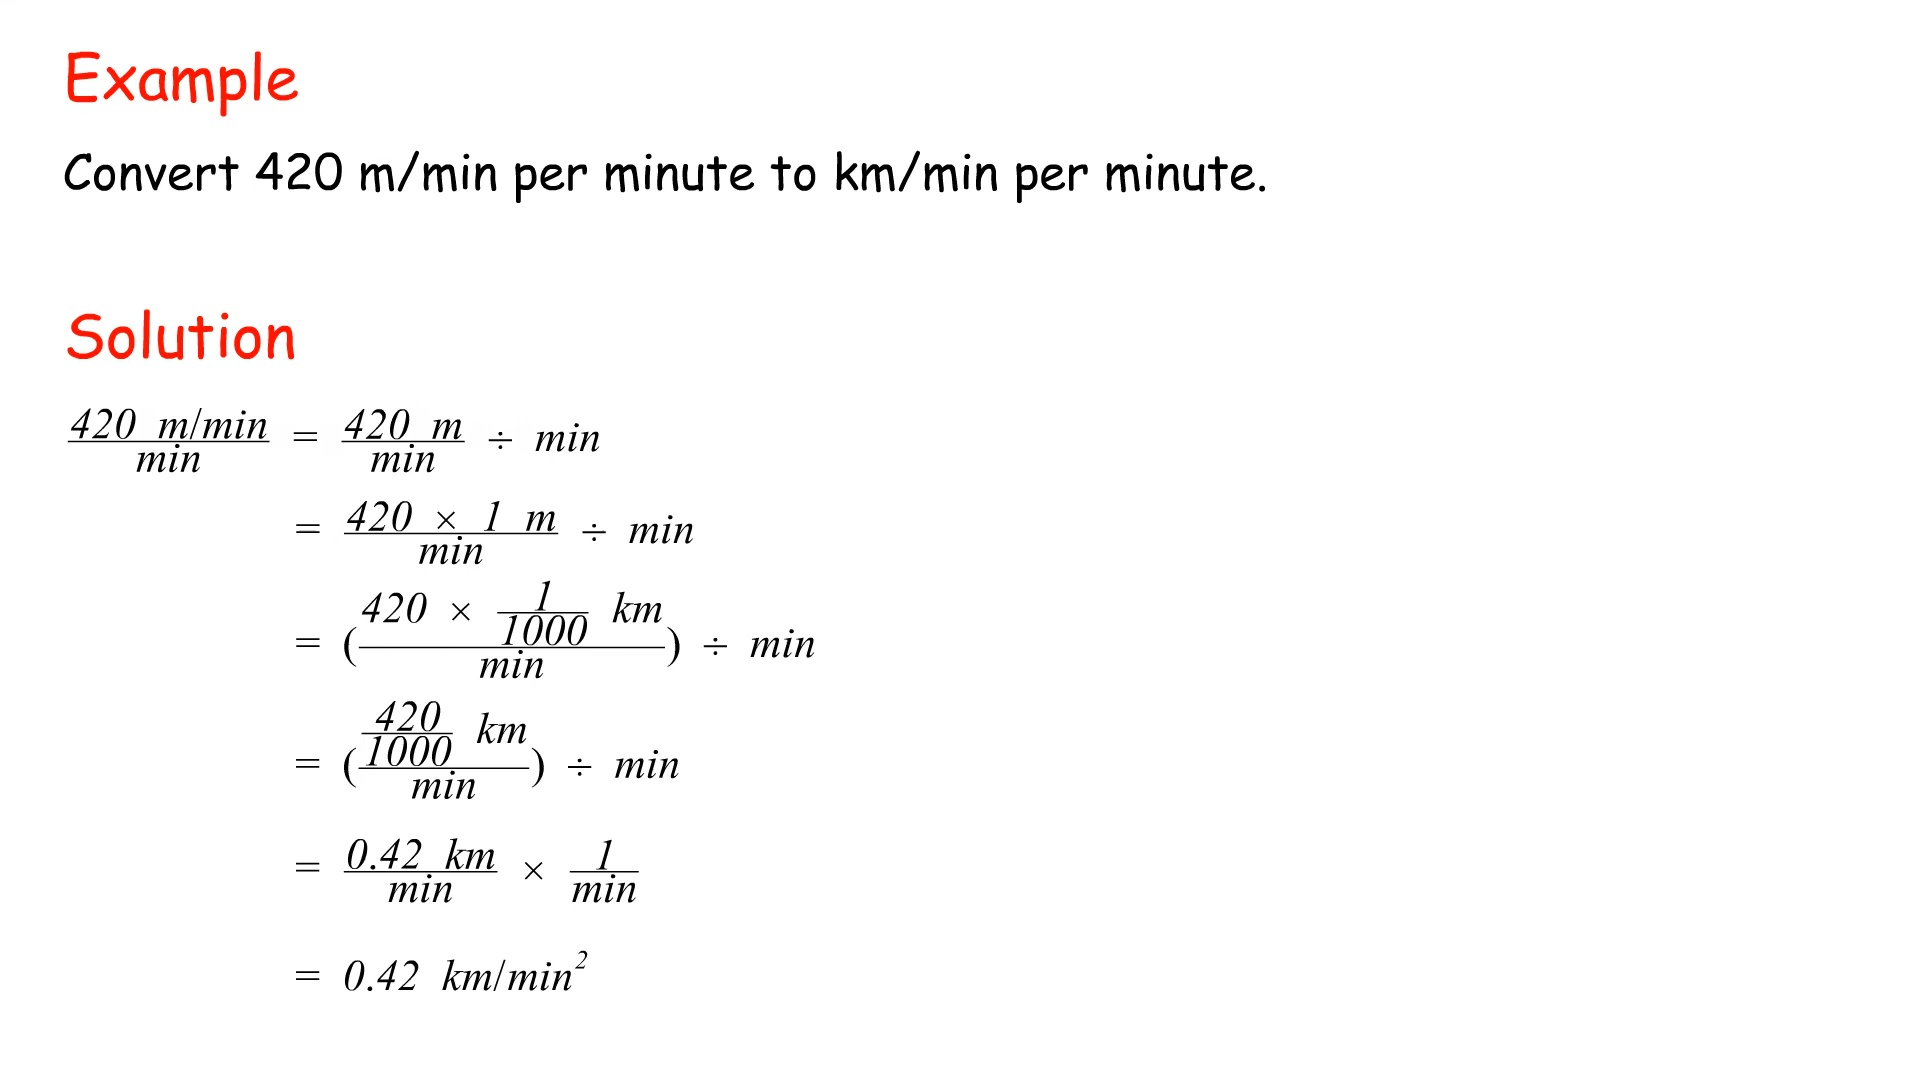 Example
Convert 420 m/min per minute to km/min per minute.
Solution
420 m/min / min = 420 m / min ÷ min
= 420 × 1 m / min ÷ min
= (420 × 1/1000 km / min) ÷ min
= (420/1000 km / min) ÷ min
= 0.42 km / min × 1 / min
= 0.42 km/min²